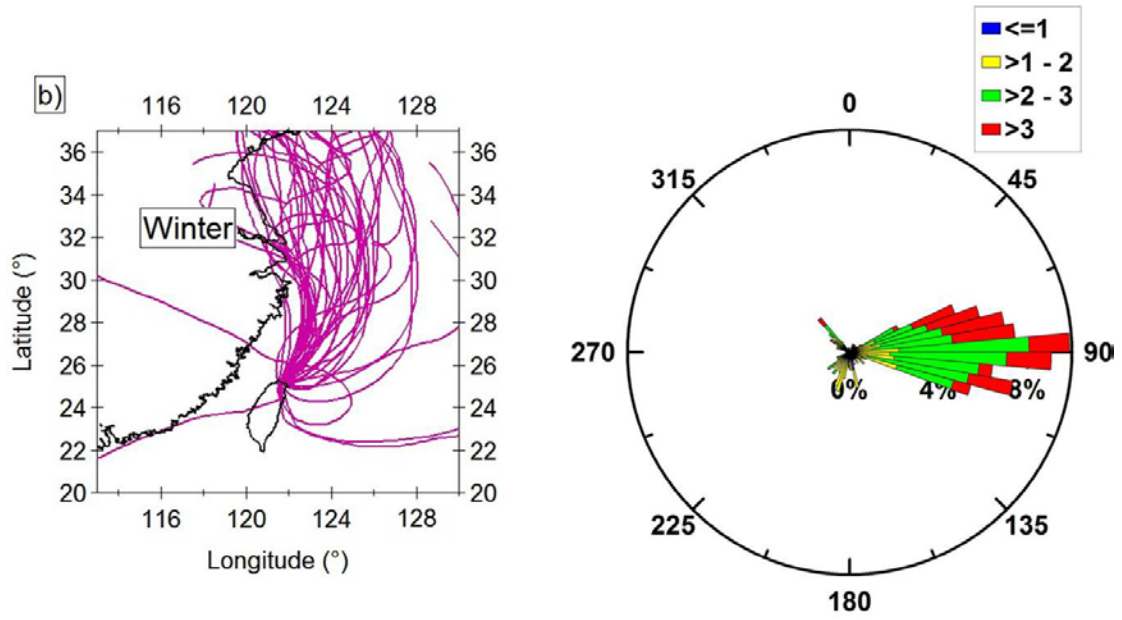 b)
116 120 124 128
36 36
34 34
Winter
32 32
30 30
28 28
26 26
24 24
22 22
20 20
116 120 124 128
Latitude (°)
Longitude (°)
<=1
>1 - 2
>2 - 3
>3
0
315 45
270 90
0% 4% 8%
225 135
180